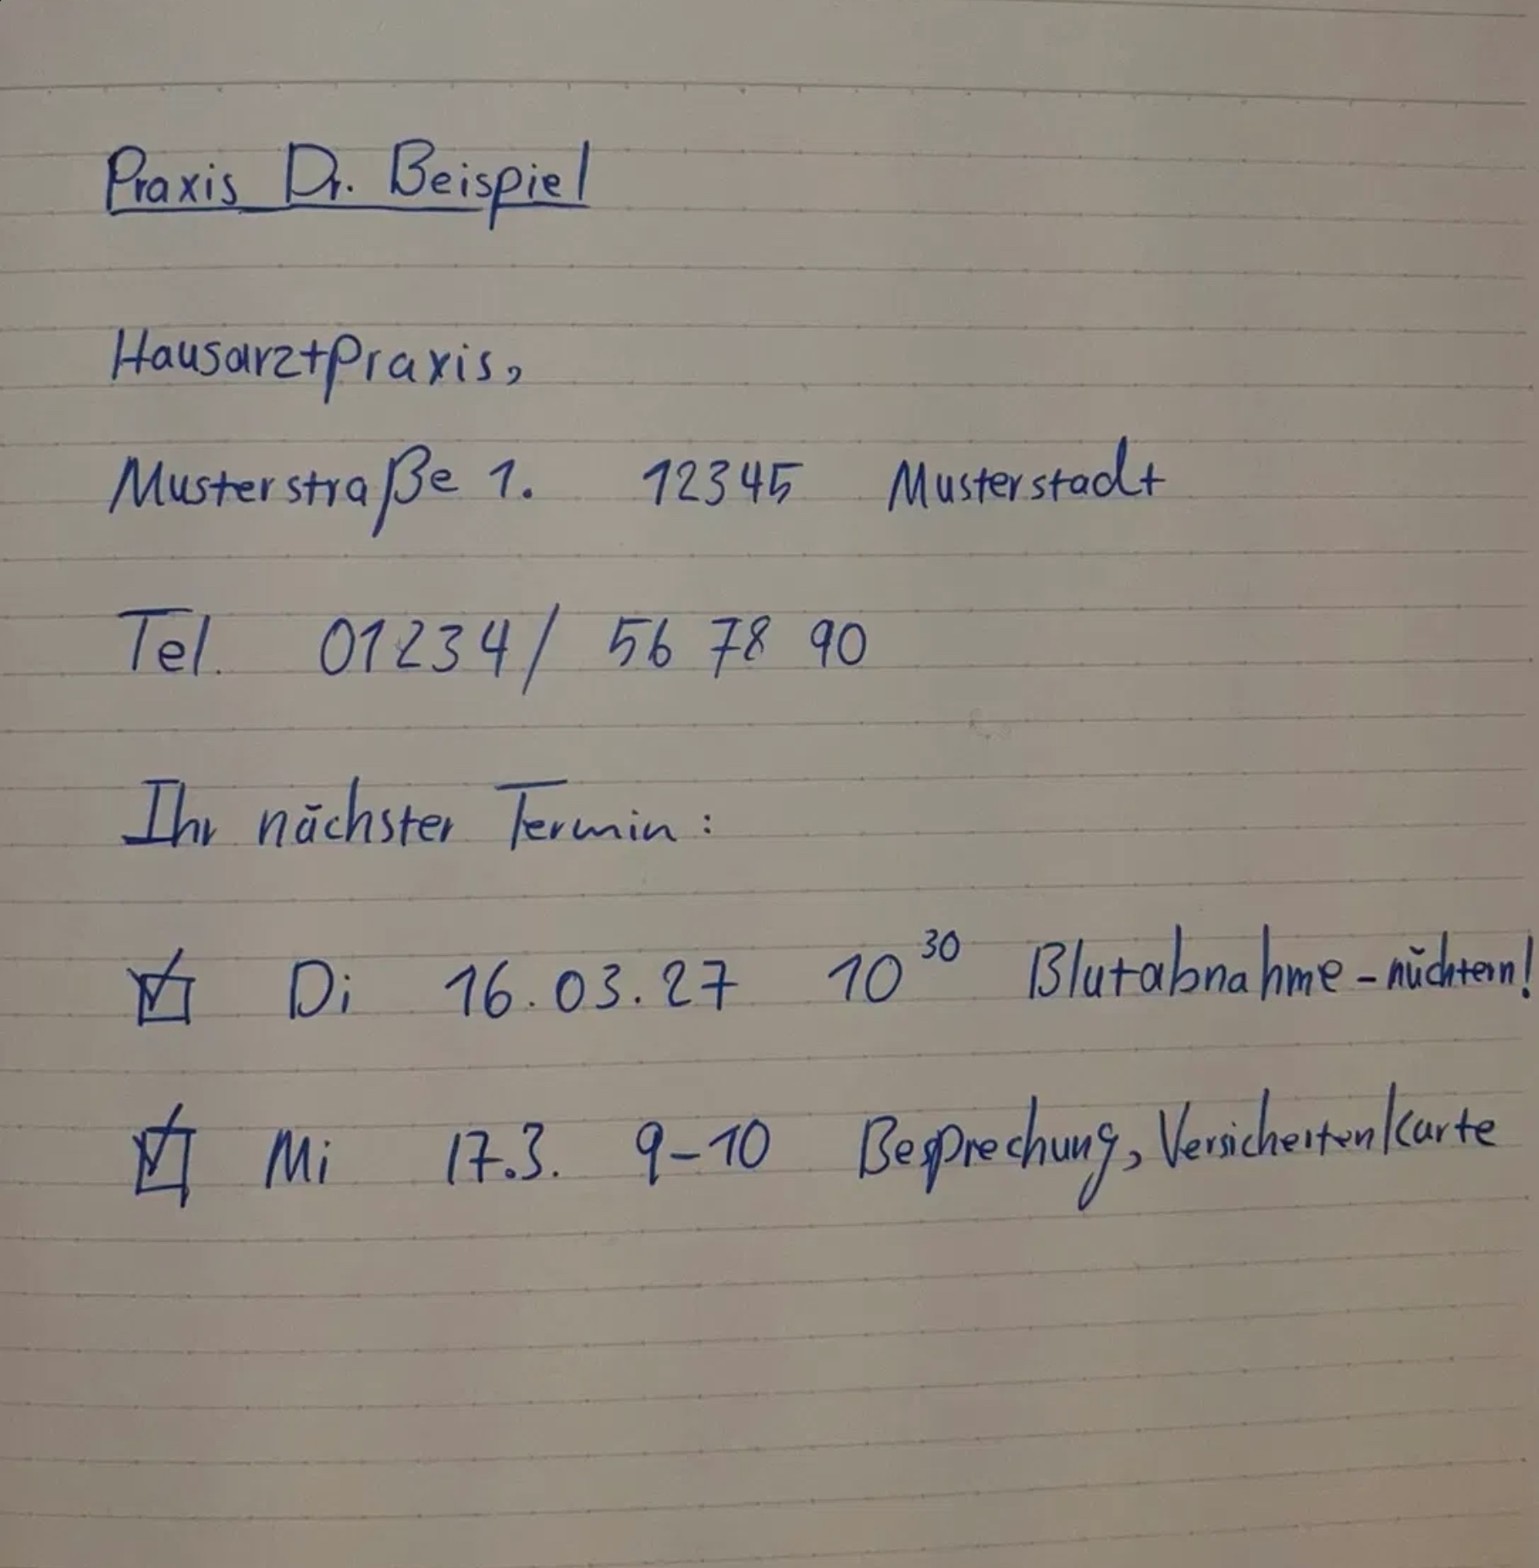 Praxis Dr. Beispiel
Hausarztpraxis,
Musterstraße 1. 12345 Musterstadt
Tel. 01234/ 56 78 90
Ihr nächster Termin:
☑ Di 16.03.27 10³⁰ Blutabnahme - nüchtern!
☑ Mi 17.3. 9-10 Besprechung, Versichertenkarte